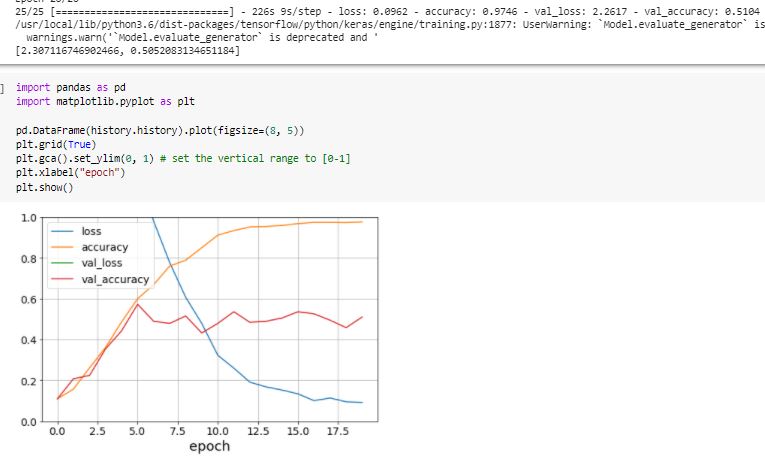 25/25 [==============================] - 226s 9s/step - loss: 0.0962 - accuracy: 0.9746 - val_loss: 2.2617 - val_accuracy: 0.5104
/usr/local/lib/python3.6/dist-packages/tensorflow/python/keras/engine/training.py:1877: UserWarning: `Model.evaluate_generator` is
warnings.warn('`Model.evaluate_generator` is deprecated and '
[2.307116746902466, 0.5052083134651184]
]
import pandas as pd
import matplotlib.pyplot as plt
pd.DataFrame(history.history).plot(figsize=(8, 5))
plt.grid(True)
plt.gca().set_ylim(0, 1) # set the vertical range to [0-1]
plt.xlabel("epoch")
plt.show()
1.0
0.8
0.6
0.4
0.2
0.0
loss
accuracy
val_loss
val_accuracy
0.0 2.5 5.0 7.5 10.0 12.5 15.0 17.5
epoch